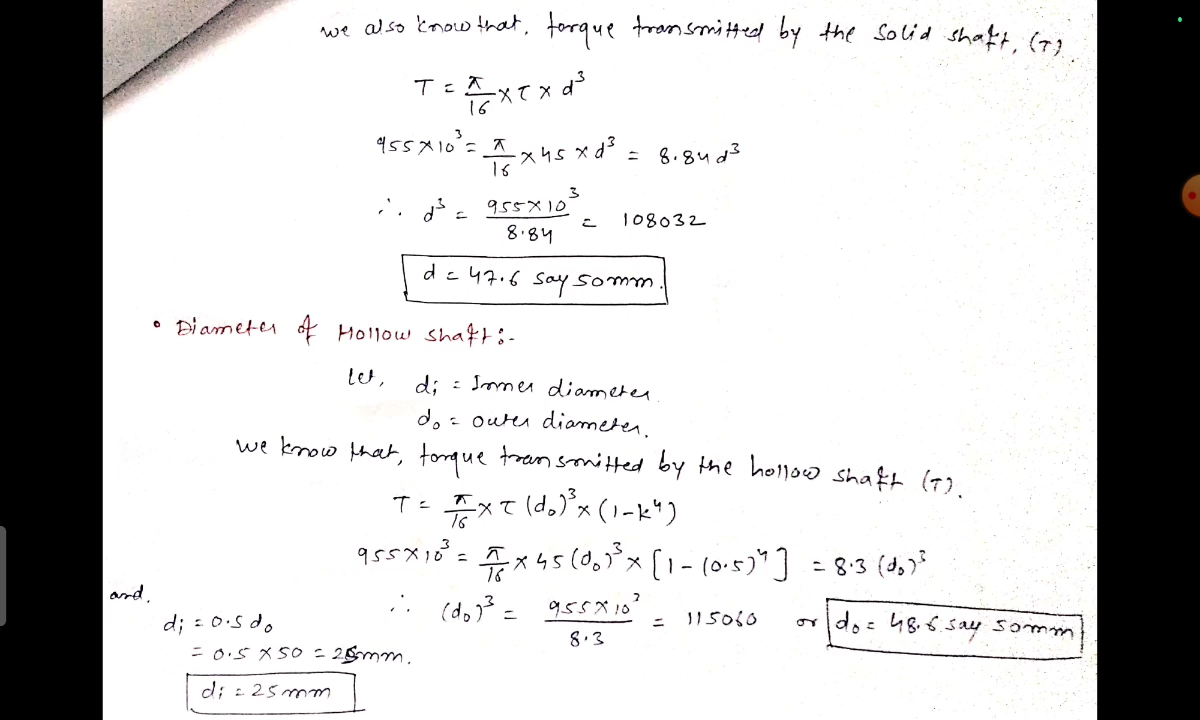 we also know that, torque transmitted by the solid shaft, (T)
T = π/16 × τ × d³
955×10³ = π/16 × 45 × d³ = 8.84 d³
∴ d³ = 955×10³/8.84 = 108032
d = 47.6 say 50mm.
• Diameter of Hollow shaft:-
let, di = Inner diameter
do = outer diameter.
We know that, torque transmitted by the hollow shaft (T).
T = π/16 × τ (do)³ × (1-k⁴)
955×10³ = π/16 × 45 (do)³ × [1-(0.5)⁴] = 8.3 (do)³
∴ (do)³ = 955×10³/8.3 = 115060 or do = 48.6 say 50mm
and.
di = 0.5 do
= 0.5 × 50 = 25mm.
di = 25mm